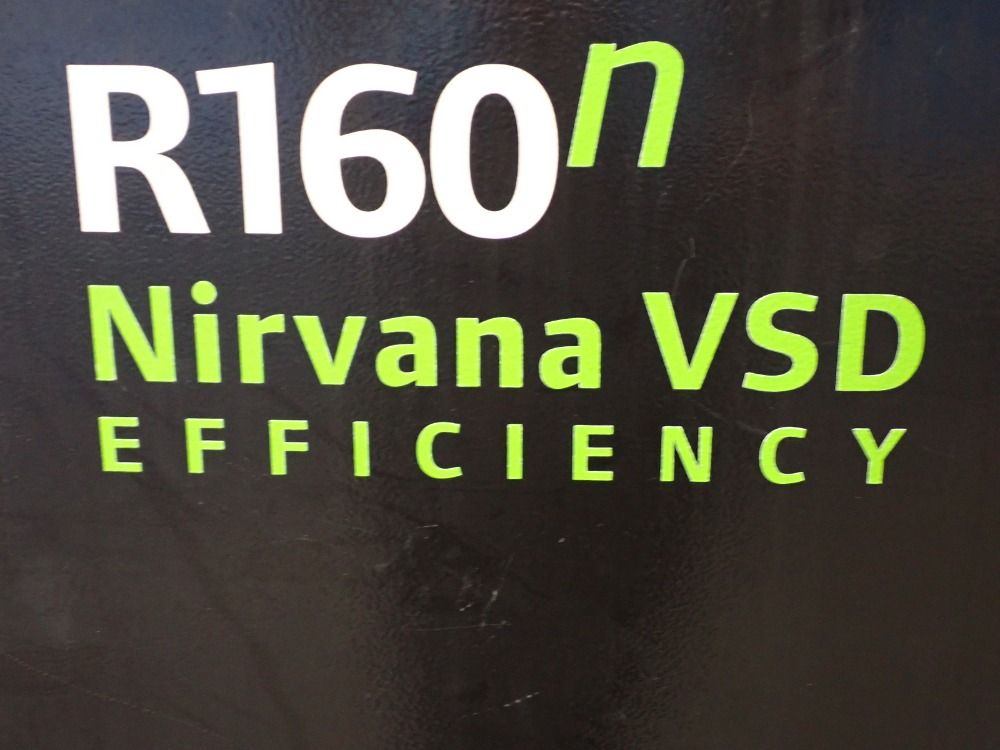 R160n
Nirvana VSD
EFFICIENCY